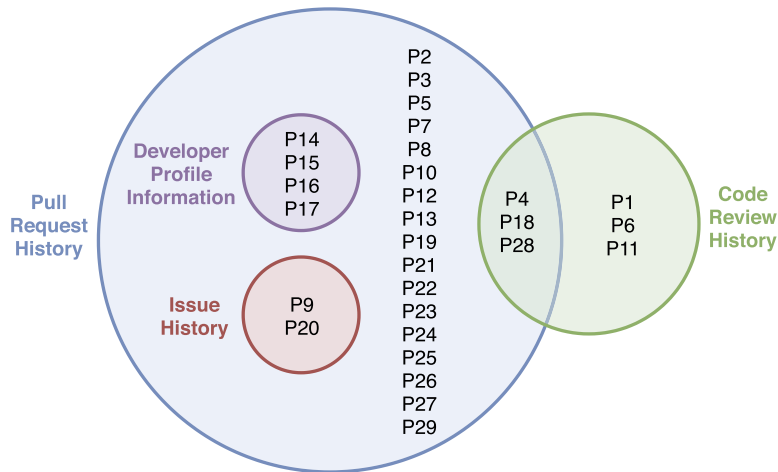 Pull
Request
History
Developer
Profile
Information
P14
P15
P16
P17
Issue
History
P9
P20
P2
P3
P5
P7
P8
P10
P12
P13
P19
P21
P22
P23
P24
P25
P26
P27
P29
P4
P18
P28
P1
P6
P11
Code
Review
History